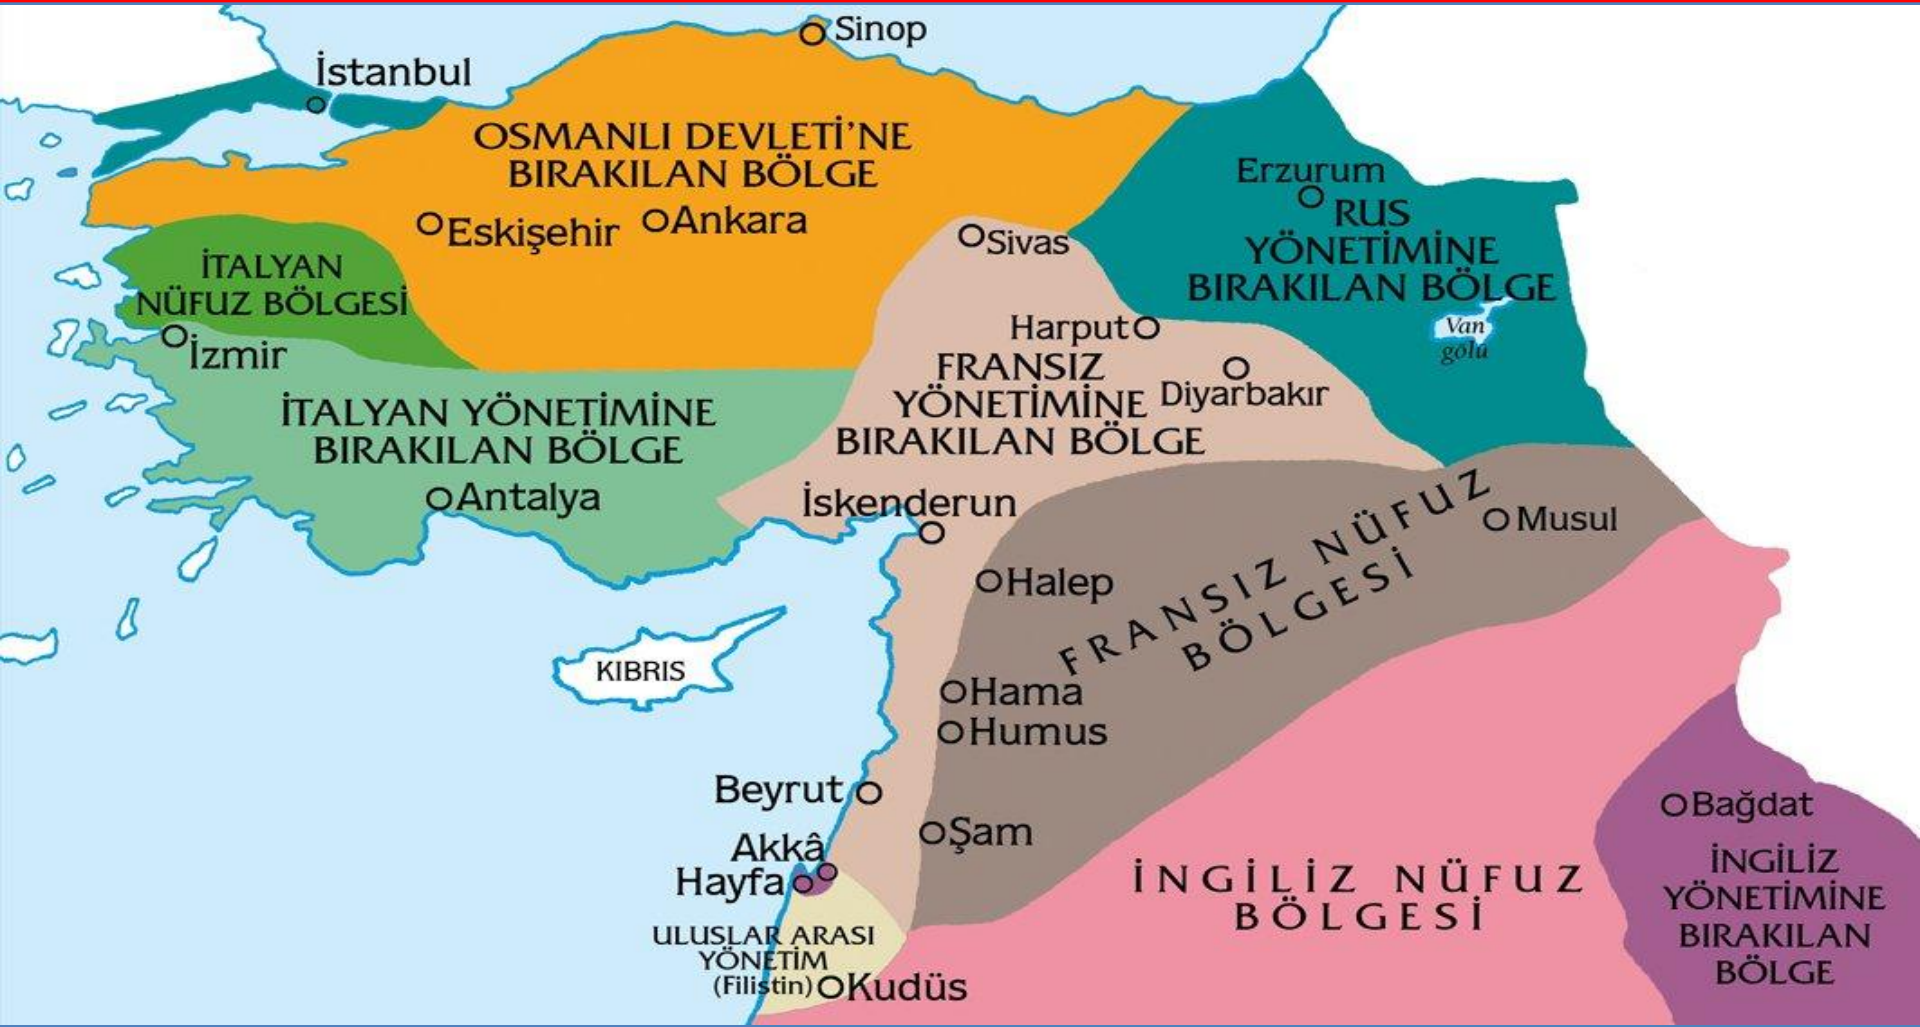 Sinop
İstanbul
OSMANLI DEVLETİ'NE
BIRAKILAN BÖLGE
Eskişehir
Ankara
Sivas
Erzurum
RUS
YÖNETİMİNE
BIRAKILAN BÖLGE
Van
gölü
İTALYAN
NÜFUZ BÖLGESİ
İzmir
İTALYAN YÖNETİMİNE
BIRAKILAN BÖLGE
Antalya
Harput
FRANSIZ
YÖNETİMİNE
BIRAKILAN BÖLGE
Diyarbakır
İskenderun
FRANSIZ NÜFUZ
BÖLGESİ
Musul
Halep
Hama
Humus
KIBRIS
Beyrut
Şam
Akkâ
Hayfa
ULUSLAR ARASI
YÖNETİM
(Filistin)
Kudüs
İNGİLİZ NÜFUZ
BÖLGESİ
Bağdat
İNGİLİZ
YÖNETİMİNE
BIRAKILAN
BÖLGE